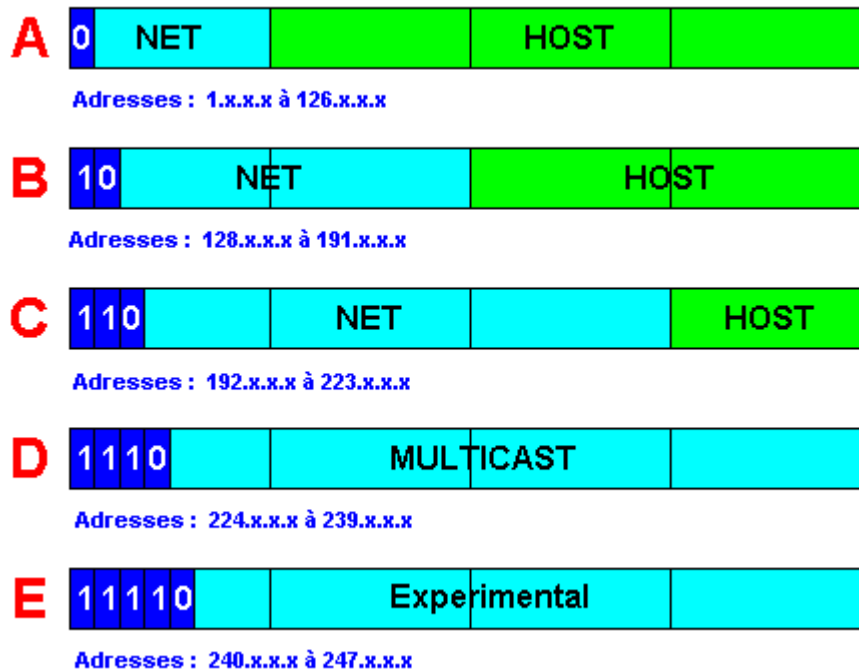 A 0 NET HOST
Adresses : 1.x.x.x à 126.x.x.x
B 10 NET HOST
Adresses : 128.x.x.x à 191.x.x.x
C 110 NET HOST
Adresses : 192.x.x.x à 223.x.x.x
D 1110 MULTICAST
Adresses : 224.x.x.x à 239.x.x.x
E 11110 Experimental
Adresses : 240.x.x.x à 247.x.x.x